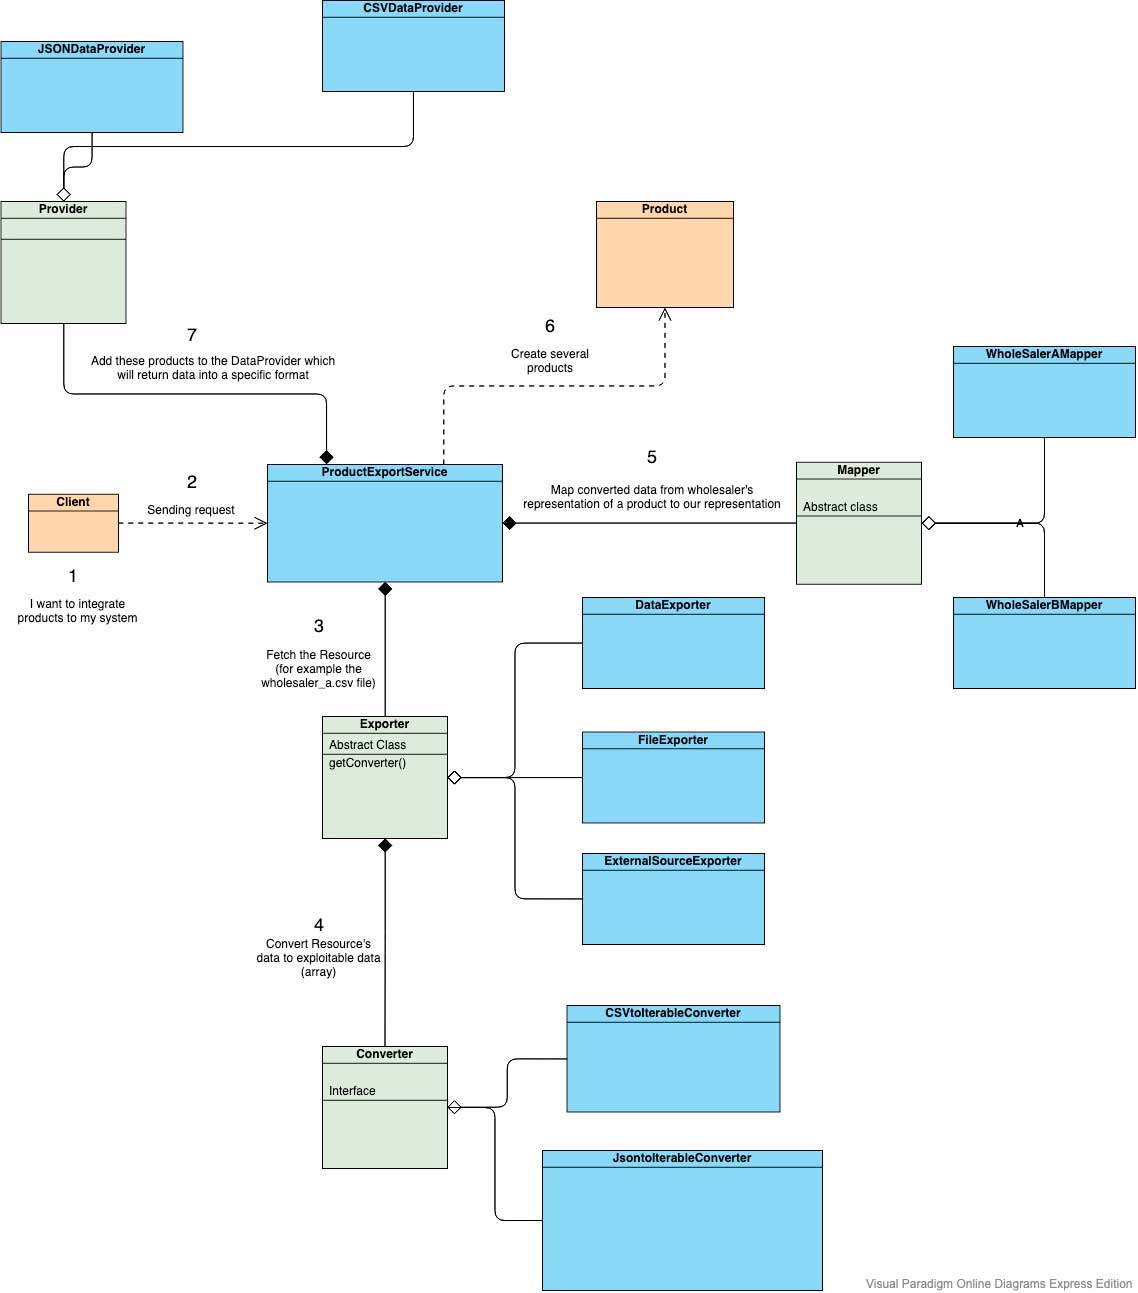 CSVDataProvider
JSONDataProvider
Provider
Product
7
Add these products to the DataProvider which
will return data into a specific format
6
Create several
products
WholeSalerAMapper
ProductExportService
5
Map converted data from wholesaler's
representation of a product to our representation
Mapper
Abstract class
A
2
Sending request
Client
1
I want to integrate
products to my system
WholeSalerBMapper
DataExporter
3
Fetch the Resource
(for example the
wholesaler_a.csv file)
Exporter
Abstract Class
getConverter()
FileExporter
ExternalSourceExporter
4
Convert Resource's
data to exploitable data
(array)
CSVtoIterableConverter
Converter
Interface
JsontoIterableConverter
Visual Paradigm Online Diagrams Express Edition